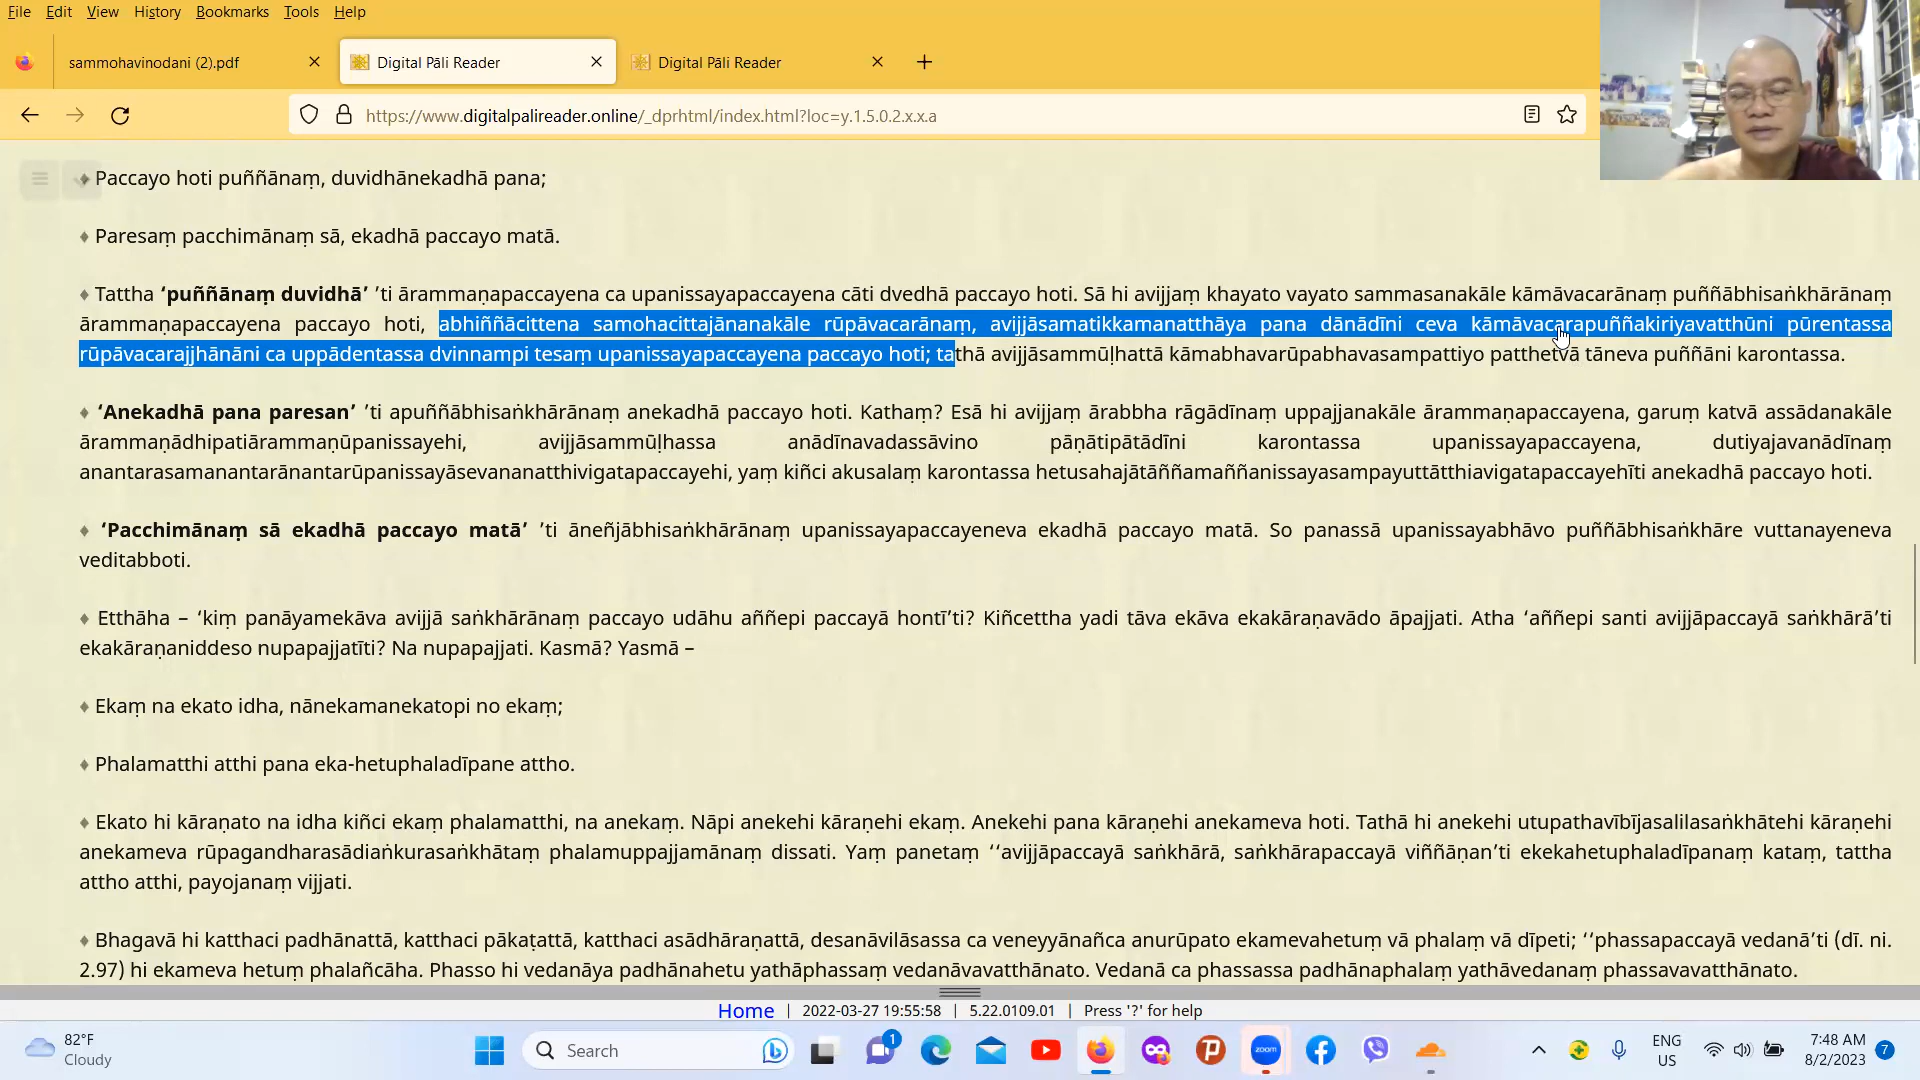 File Edit View History Bookmarks Tools Help
sammohavinodani (2).pdf
Digital Pāli Reader
Digital Pāli Reader
https://www.digitalpalireader.online/_dprhtml/index.html?loc=y.1.5.0.2.x.x.a
♦ Paccayo hoti puññānaṃ, duvidhānekadhā pana;
♦ Paresaṃ pacchimānaṃ sā, ekadhā paccayo matā.
♦ Tattha ‘puññānaṃ duvidhā’ ’ti ārammaṇapaccayena ca upanissayapaccayena cāti dvedhā paccayo hoti. Sā hi avijjaṃ khayato vayato sammasanakāle kāmāvacarānaṃ puññābhisaṅkhārānaṃ
ārammaṇapaccayena paccayo hoti, abhiññācittena samohacittajānanakāle rūpāvacarānaṃ, avijjāsamatikkamanatthāya pana dānādīni ceva kāmāvacarapuññakiriyavatthūni pūrentassa
rūpāvacarajjhānāni ca uppādentassa dvinnampi tesaṃ upanissayapaccayena paccayo hoti; tathā avijjāsammūḷhattā kāmabhavarūpabhavasampattiyo patthetvā tāneva puññāni karontassa.
♦ ‘Anekadhā pana paresan’ ’ti apuññābhisaṅkhārānaṃ anekadhā paccayo hoti. Kathaṃ? Esā hi avijjaṃ ārabbha rāgādīnaṃ uppajjanakāle ārammaṇapaccayena, garuṃ katvā assādanakāle
ārammaṇādhipatiārammaṇūpanissayehi, avijjāsammūḷhassa anādīnavadassāvino pāṇātipātādīni karontassa upanissayapaccayena, dutiyajavanādīnaṃ
anantarasamanantarānantarūpanissayāsevananatthivigatapaccayehi, yaṃ kiñci akusalaṃ karontassa hetusahajātāññamaññanissayasampayuttātthiavigatapaccayehīti anekadhā paccayo hoti.
♦ ‘Pacchimānaṃ sā ekadhā paccayo matā’ ’ti āneñjābhisaṅkhārānaṃ upanissayapaccayeneva ekadhā paccayo matā. So panassā upanissayabhāvo puññābhisaṅkhāre vuttanayeneva
veditabboti.
♦ Etthāha – ‘kiṃ panāyamekāva avijjā saṅkhārānaṃ paccayo udāhu aññepi paccayā hontī’ti? Kiñcettha yadi tāva ekāva ekakāraṇavādo āpajjati. Atha ‘aññepi santi avijjāpaccayā saṅkhārā’ti
ekakāraṇaniddeso nupapajjatīti? Na nupapajjati. Kasmā? Yasmā –
♦ Ekaṃ na ekato idha, nānekamanekatopi no ekaṃ;
♦ Phalamatthi atthi pana eka-hetuphaladīpane attho.
♦ Ekato hi kāraṇato na idha kiñci ekaṃ phalamatthi, na anekaṃ. Nāpi anekehi kāraṇehi ekaṃ. Anekehi pana kāraṇehi anekameva hoti. Tathā hi anekehi utupathavībījasalilasaṅkhātehi kāraṇehi
anekameva rūpagandharasādiaṅkurasaṅkhātaṃ phalamuppajjamānaṃ dissati. Yaṃ panetaṃ ‘‘avijjāpaccayā saṅkhārā, saṅkhārapaccayā viññāṇan’ti ekekahetuphaladīpanaṃ kataṃ, tattha
attho atthi, payojanaṃ vijjati.
♦ Bhagavā hi katthaci padhānattā, katthaci pākaṭattā, katthaci asādhāraṇattā, desanāvilāsassa ca veneyyānañca anurūpato ekamevahetuṃ vā phalaṃ vā dīpeti; ‘‘phassapaccayā vedanā’ti (dī. ni.
2.97) hi ekameva hetuṃ phalañcāha. Phasso hi vedanāya padhānahetu yathāphassaṃ vedanāvavatthānato. Vedanā ca phassassa padhānaphalaṃ yathāvedanaṃ phassavavatthānato.
Home | 2022-03-27 19:55:58 | 5.22.0109.01 | Press '?' for help
82°F
Cloudy
Search
1
zoom
ENG
US
7:48 AM
8/2/2023
7